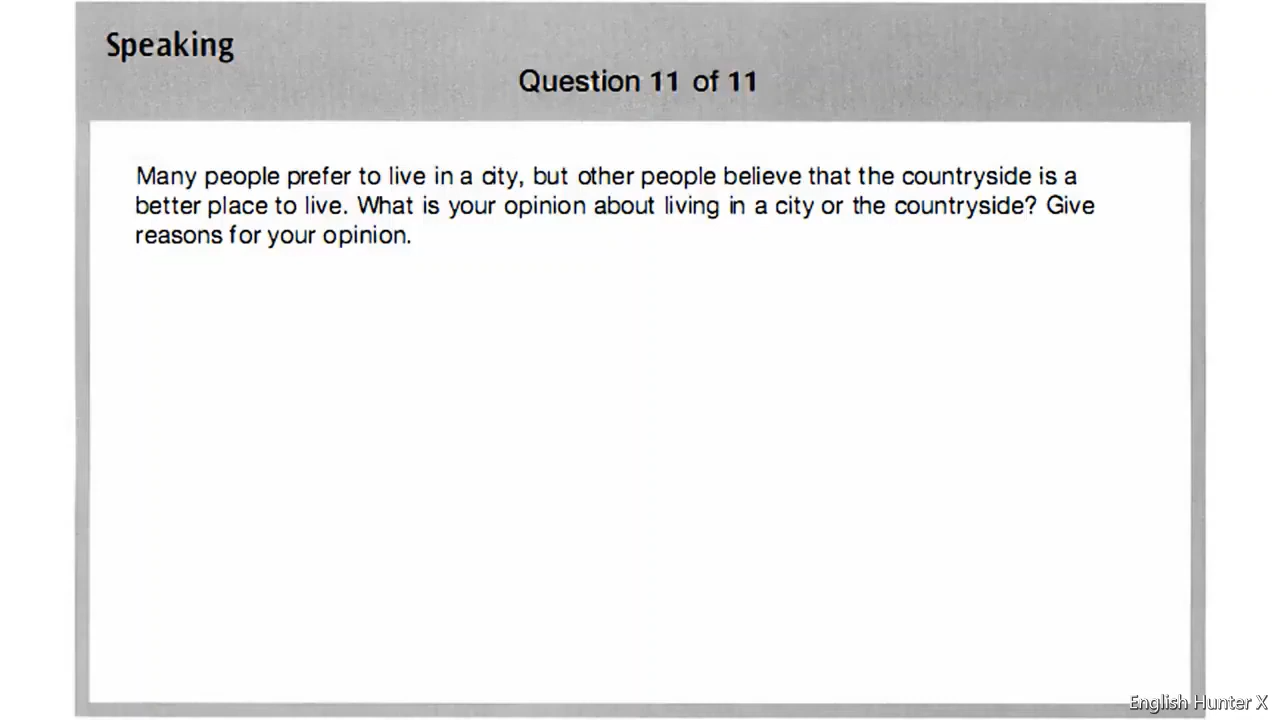 Speaking
Question 11 of 11
Many people prefer to live in a city, but other people believe that the countryside is a
better place to live. What is your opinion about living in a city or the countryside? Give
reasons for your opinion.
English Hunter X